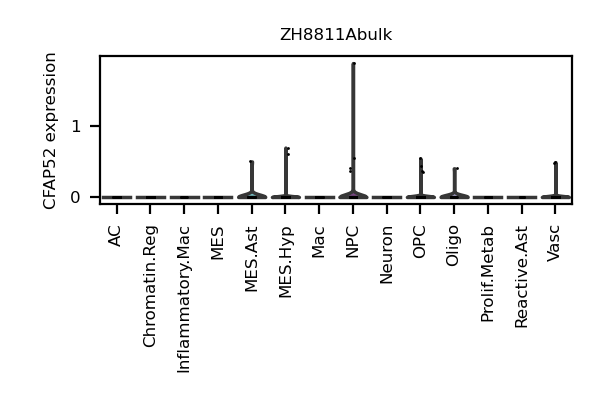 ZH8811Abulk
CFAP52 expression
1
0
AC
Chromatin.Reg
Inflammatory.Mac
MES
MES.Ast
MES.Hyp
Mac
NPC
Neuron
OPC
Oligo
Prolif.Metab
Reactive.Ast
Vasc